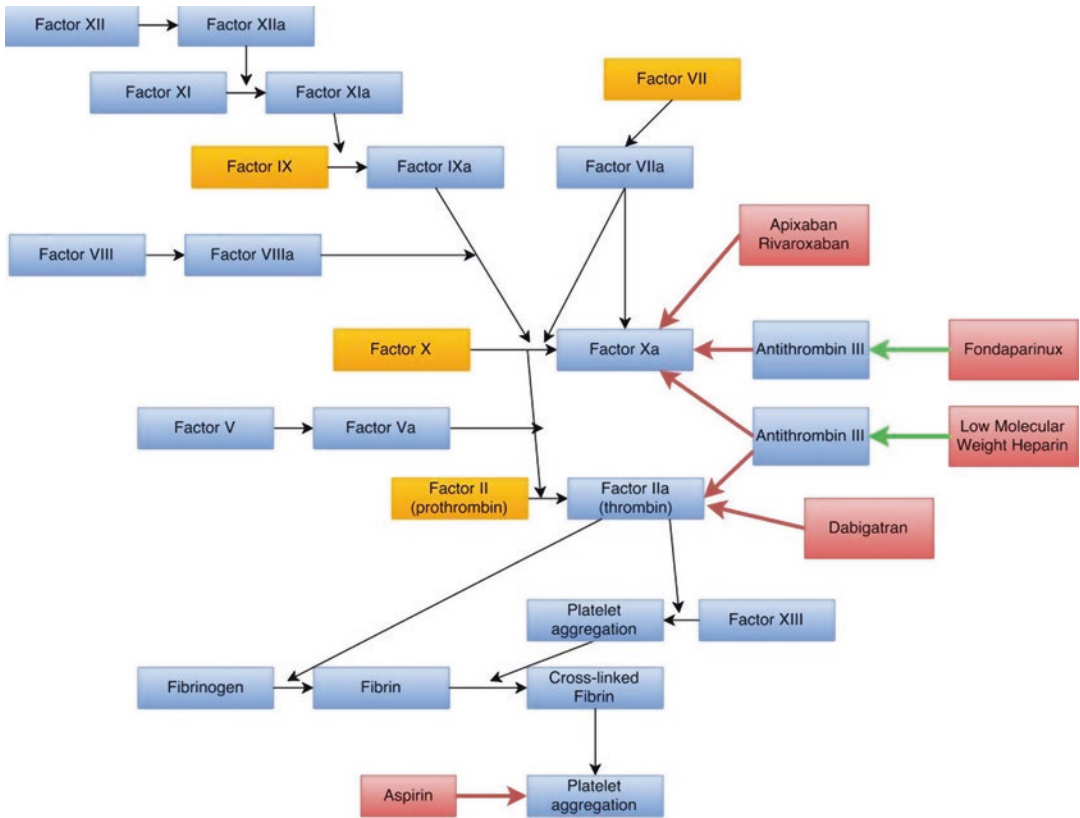 Factor XII
Factor XIIa
Factor XI
Factor XIa
Factor VII
Factor IX
Factor IXa
Factor VIIa
Apixaban
Rivaroxaban
Factor VIII
Factor VIIIa
Factor X
Factor Xa
Antithrombin III
Fondaparinux
Factor V
Factor Va
Antithrombin III
Low Molecular
Weight Heparin
Factor II
(prothrombin)
Factor IIa
(thrombin)
Dabigatran
Platelet
aggregation
Factor XIII
Fibrinogen
Fibrin
Cross-linked
Fibrin
Aspirin
Platelet
aggregation